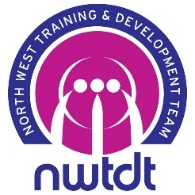 NORTH WEST TRAINING & DEVELOPMENT TEAM
nwtdt